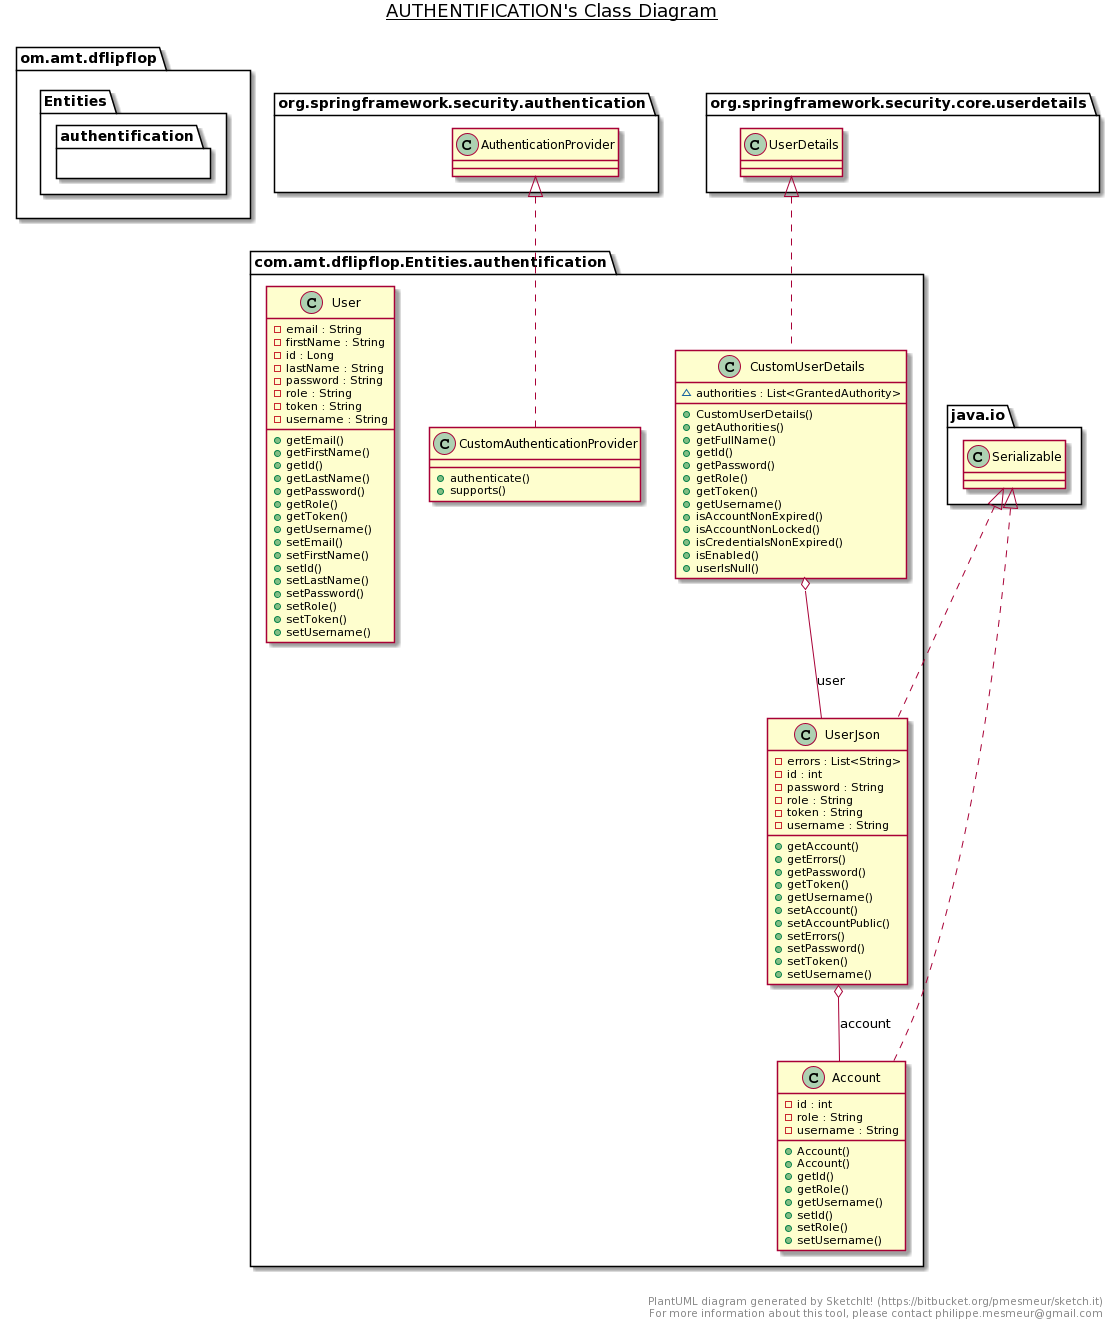 AUTHENTIFICATION's Class Diagram
om.amt.dflipflop
Entities
authentification
org.springframework.security.authentication
C AuthenticationProvider
org.springframework.security.core.userdetails
C UserDetails
com.amt.dflipflop.Entities.authentification
C User
email : String
firstName : String
id : Long
lastName : String
password : String
role : String
token : String
username : String
getEmail()
getFirstName()
getId()
getLastName()
getPassword()
getRole()
getToken()
getUsername()
setEmail()
setFirstName()
setId()
setLastName()
setPassword()
setRole()
setToken()
setUsername()
C CustomAuthenticationProvider
authenticate()
supports()
C CustomUserDetails
authorities : List<GrantedAuthority>
CustomUserDetails()
getAuthorities()
getFullName()
getId()
getPassword()
getRole()
getToken()
getUsername()
isAccountNonExpired()
isAccountNonLocked()
isCredentialsNonExpired()
isEnabled()
userIsNull()
java.io
C Serializable
user
C UserJson
errors : List<String>
id : int
password : String
role : String
token : String
username : String
getAccount()
getErrors()
getPassword()
getToken()
getUsername()
setAccount()
setAccountPublic()
setErrors()
setPassword()
setToken()
setUsername()
account
C Account
id : int
role : String
username : String
Account()
Account()
getId()
getRole()
getUsername()
setId()
setRole()
setUsername()
PlantUML diagram generated by SketchIt! (https://bitbucket.org/pmesmeur/sketch.it)
For more information about this tool, please contact philippe.mesmeur@gmail.com